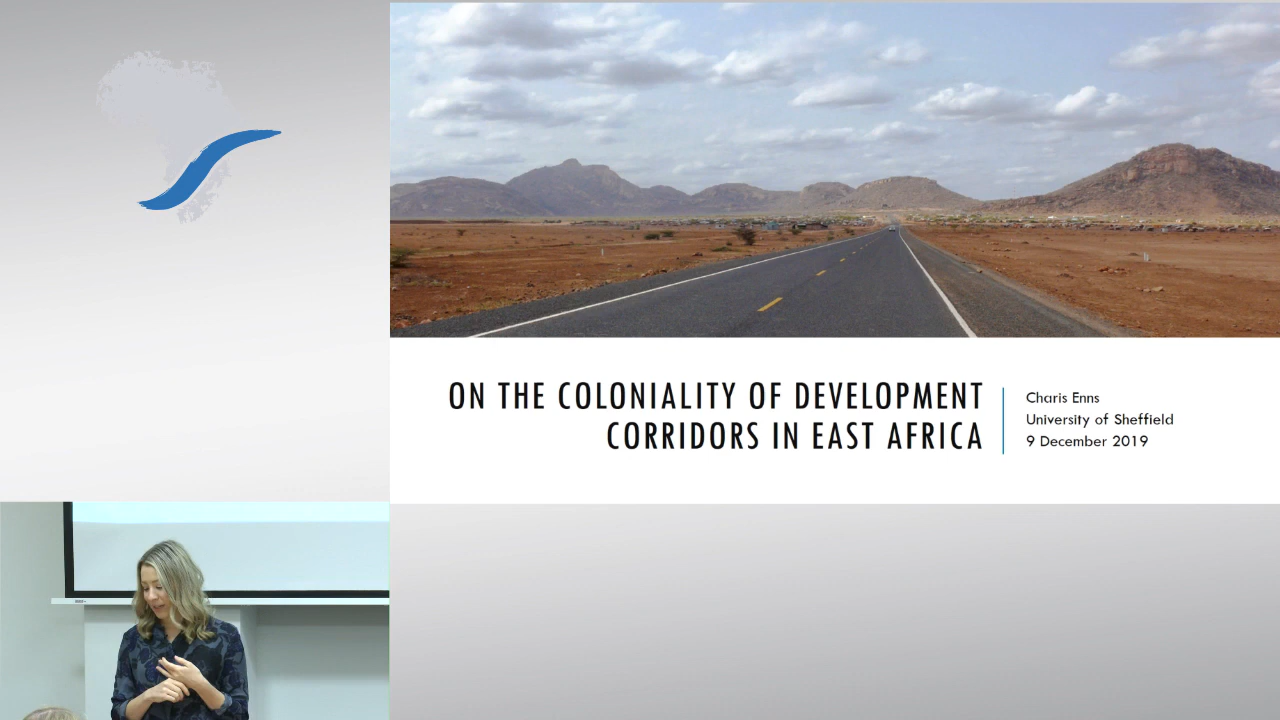 ON THE COLONIALITY OF DEVELOPMENT
CORRIDORS IN EAST AFRICA
Charis Enns
University of Sheffield
9 December 2019